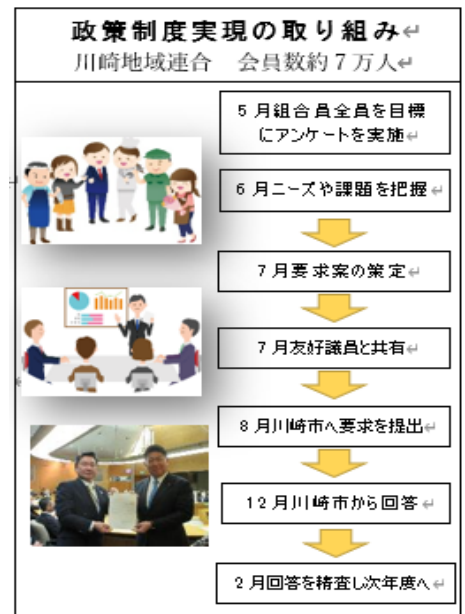 政策制度実現の取り組み↵
川崎地域連合　会員数約７万人↵
５月組合員全員を目標
にアンケートを実施↵
６月ニーズや課題を把握↵
７月要求案の策定↵
７月友好議員と共有↵
８月川崎市へ要求を提出↵
１２月川崎市から回答↵
２月回答を精査し次年度へ↵